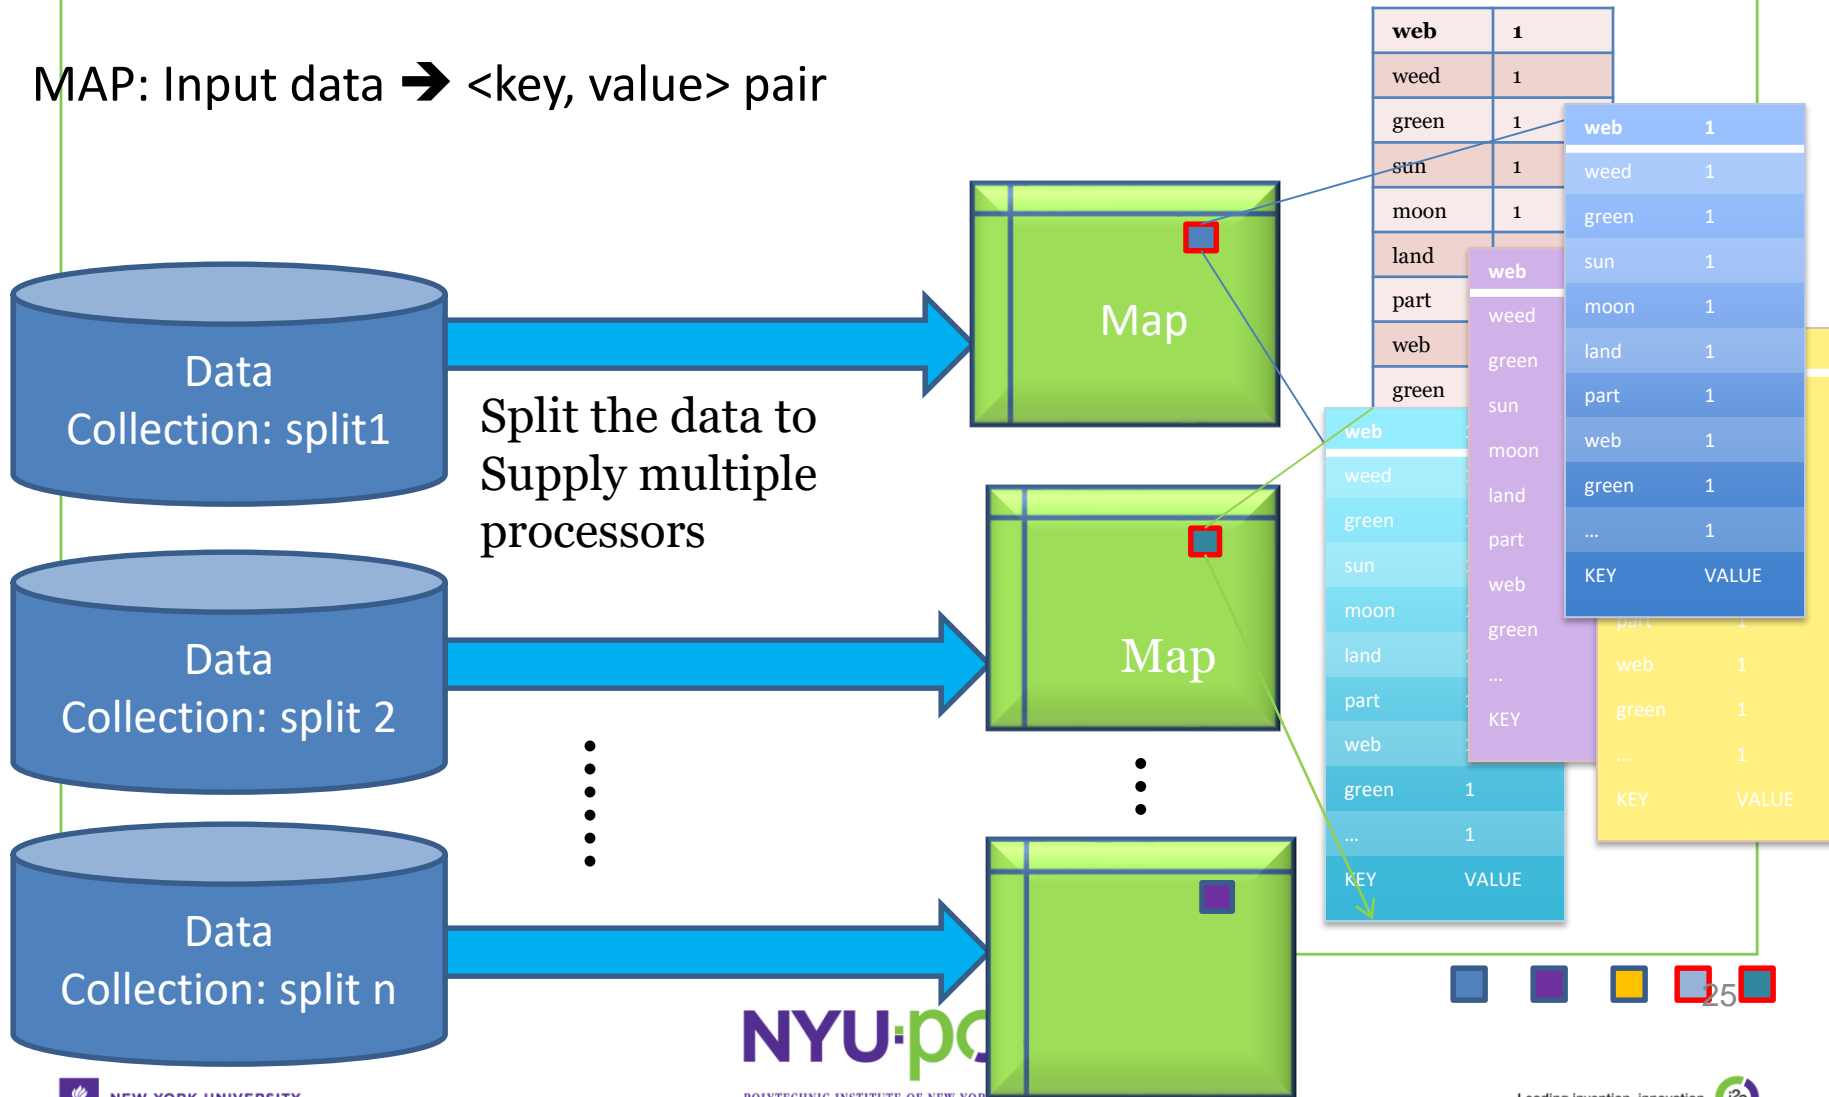 MAP: Input data ➔ <key, value> pair
Data
Collection: split1
Split the data to
Supply multiple
processors
Data
Collection: split 2
Data
Collection: split n
Map
Map
web 1
weed 1
green 1
sun 1
moon 1
land
part
web
green
web 1
weed 1
green 1
sun 1
moon 1
land 1
part 1
web 1
green 1
... 1
KEY VALUE
web
weed
green
sun
moon
land
part
web
green
...
KEY
web
weed
green
sun
moon
land
part
web
green 1
... 1
KEY VALUE
part 1
web 1
green 1
... 1
KEY VALUE
25
NYU:po